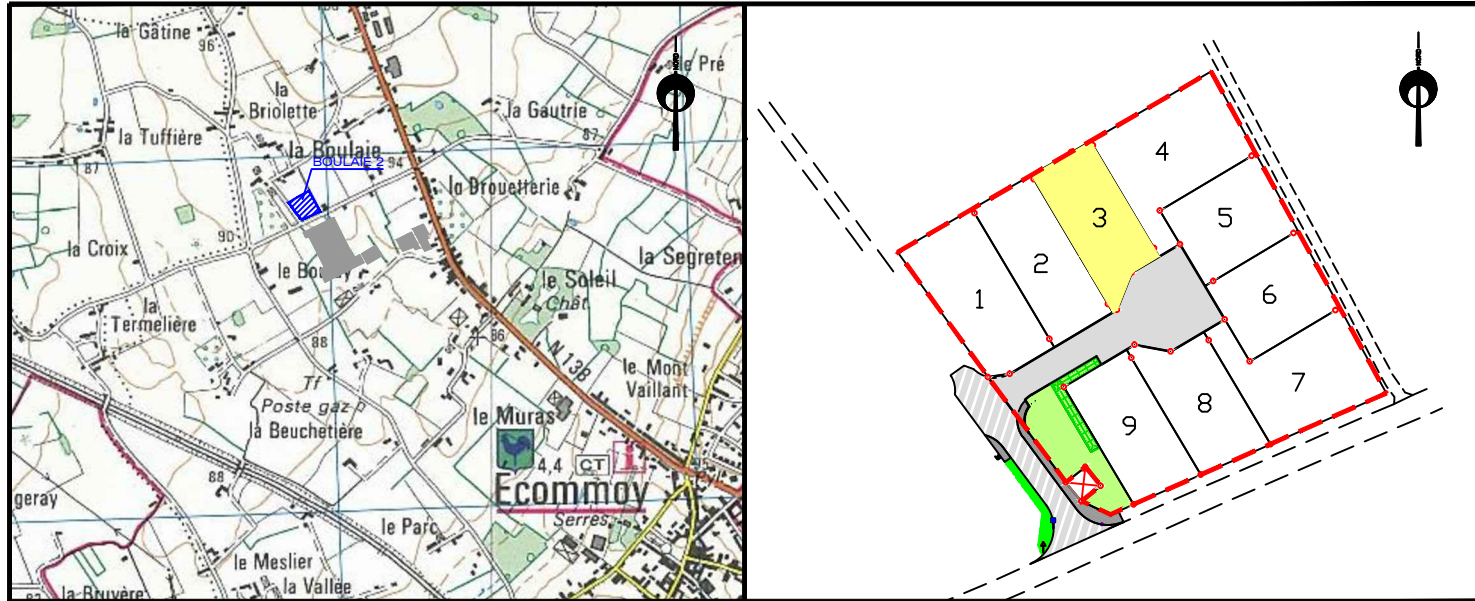 la Gâtine
96
la
Briolette
la Tuffière
la Gautrie
le Pré
87
87
la Boulaie
94
BOULAIE 2
la Drouetterie
90
la Croix
la Segreten
le Soleil
Chât
la
Termelière
88
86
N 138
le Mont
Vaillant
Tf
Poste gaz
la Beuchetière
le Muras
4,4
CT
i
Ecommoy
88
geray
Serres
le Parc
le Meslier
la Vallée
la Bruyère
NORD
NORD
4
3
5
2
6
1
7
8
9